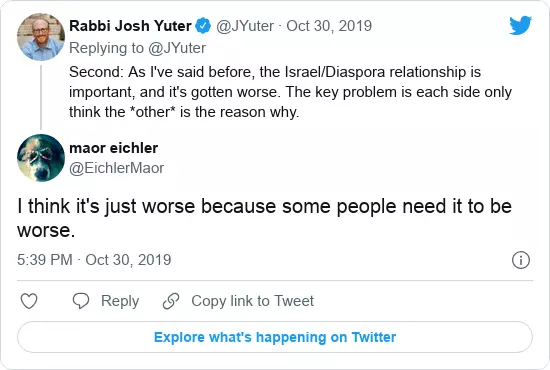 Rabbi Josh Yuter @JYuter · Oct 30, 2019
Replying to @JYuter
Second: As I've said before, the Israel/Diaspora relationship is
important, and it's gotten worse. The key problem is each side only
think the *other* is the reason why.
maor eichler
@EichlerMaor
I think it's just worse because some people need it to be
worse.
5:39 PM · Oct 30, 2019
Reply Copy link to Tweet
Explore what's happening on Twitter